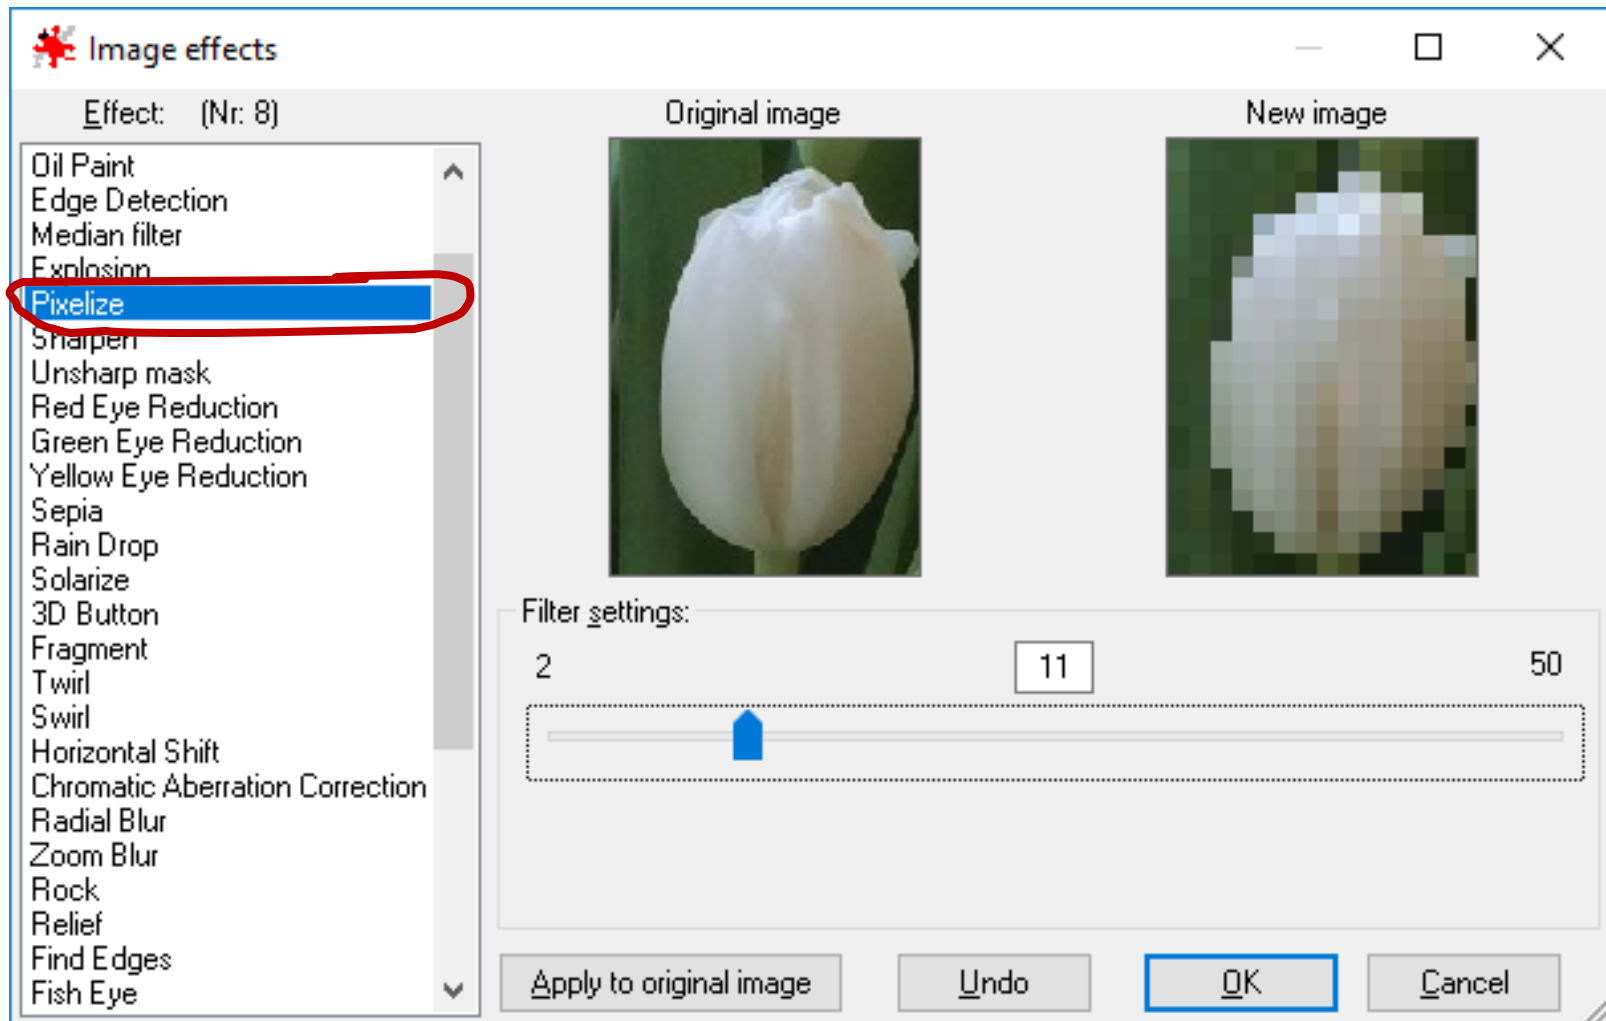 Image effects
Effect: (Nr: 8)
Original image
New image
Oil Paint
Edge Detection
Median filter
Explosion
Pixelize
Sharpen
Unsharp mask
Red Eye Reduction
Green Eye Reduction
Yellow Eye Reduction
Sepia
Rain Drop
Solarize
3D Button
Fragment
Twirl
Swirl
Horizontal Shift
Chromatic Aberration Correction
Radial Blur
Zoom Blur
Rock
Relief
Find Edges
Fish Eye
Filter settings:
2 11 50
Apply to original image
Undo
OK
Cancel